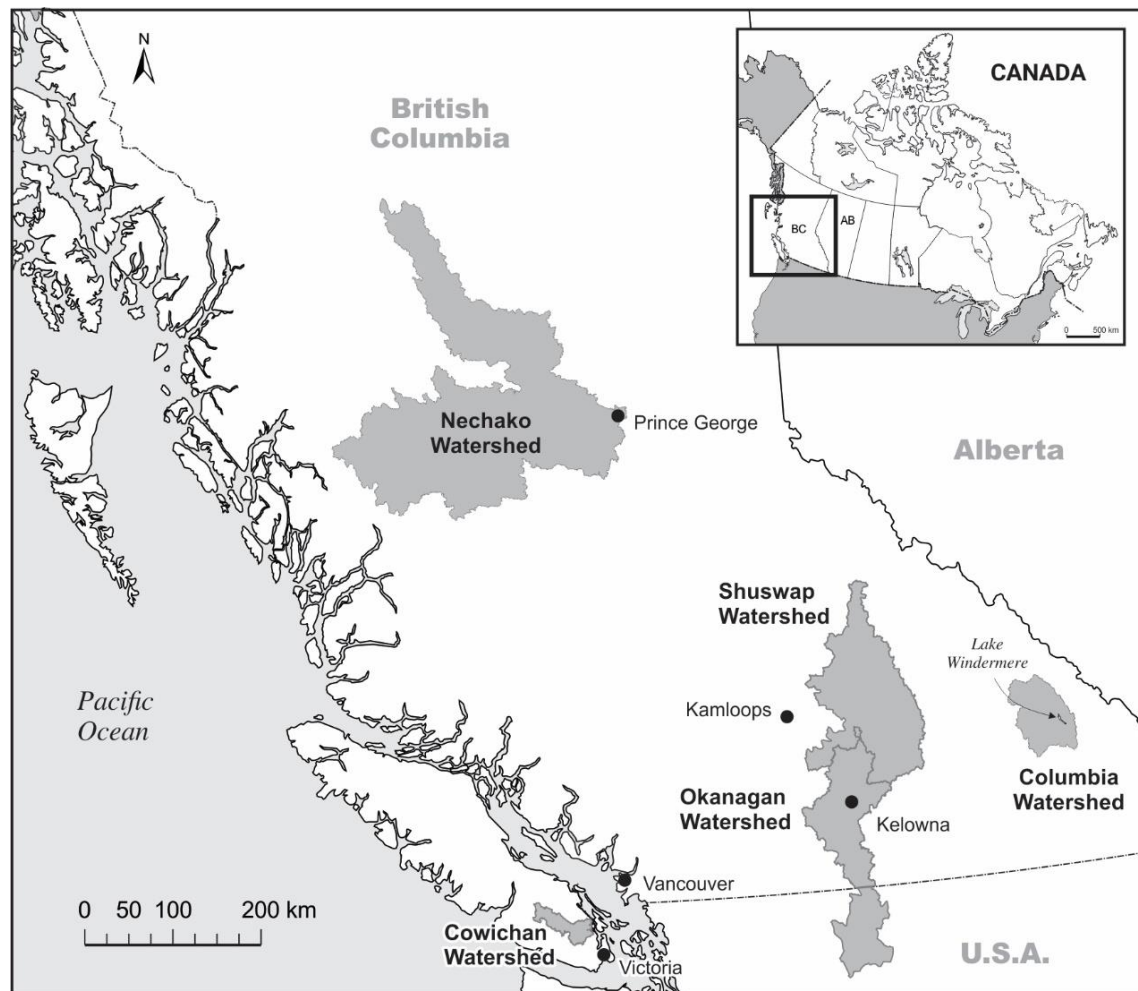 N
British
Columbia
CANADA
BC
AB
0 500 km
Nechako
Watershed
Prince George
Alberta
Shuswap
Watershed
Lake
Windermere
Pacific
Ocean
Kamloops
Columbia
Watershed
Okanagan
Watershed
Kelowna
Vancouver
0 50 100 200 km
Cowichan
Watershed
Victoria
U.S.A.